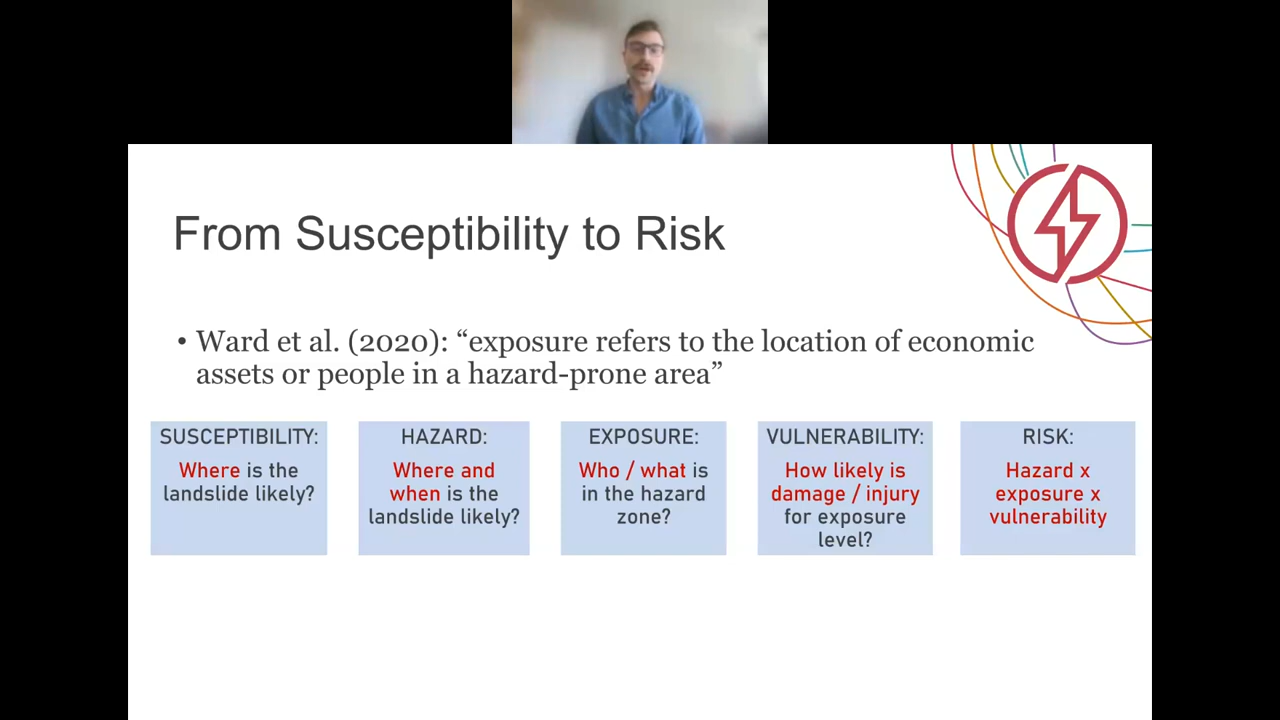 From Susceptibility to Risk
• Ward et al. (2020): “exposure refers to the location of economic
assets or people in a hazard-prone area”
SUSCEPTIBILITY:
Where is the
landslide likely?
HAZARD:
Where and
when is the
landslide likely?
EXPOSURE:
Who / what is
in the hazard
zone?
VULNERABILITY:
How likely is
damage / injury
for exposure
level?
RISK:
Hazard x
exposure x
vulnerability